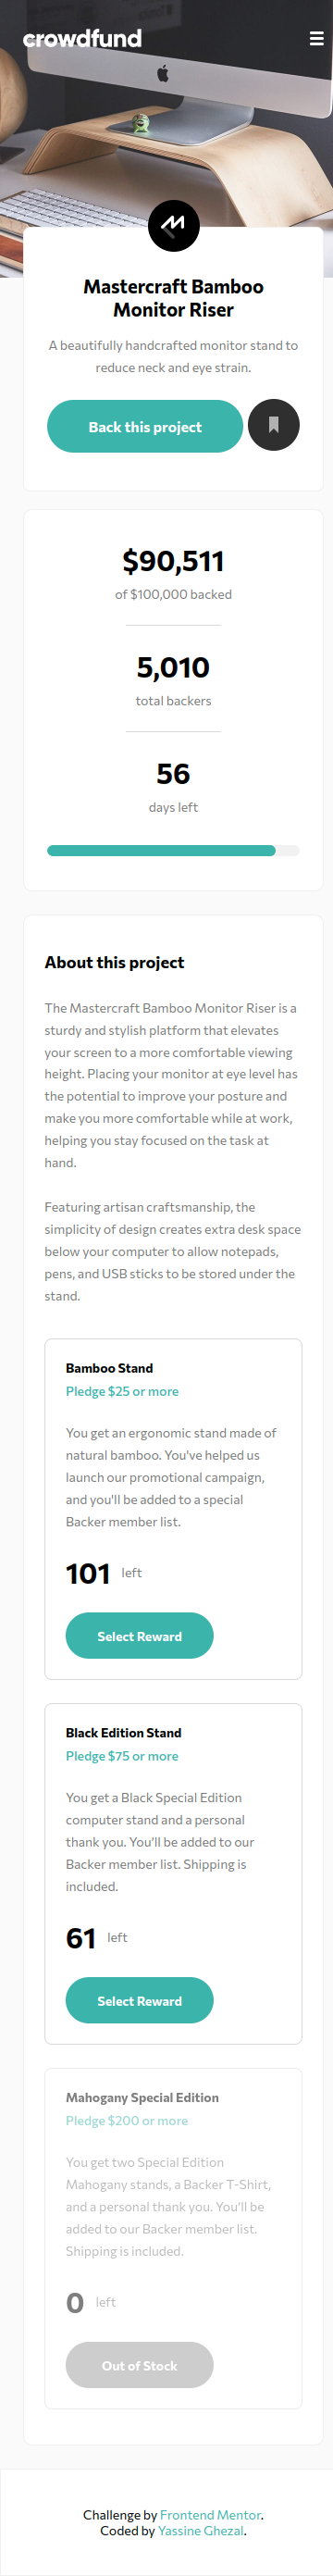 crowdfund
Mastercraft Bamboo
Monitor Riser
A beautifully handcrafted monitor stand to
reduce neck and eye strain.
Back this project
$90,511
of $100,000 backed
5,010
total backers
56
days left
About this project
The Mastercraft Bamboo Monitor Riser is a
sturdy and stylish platform that elevates
your screen to a more comfortable viewing
height. Placing your monitor at eye level has
the potential to improve your posture and
make you more comfortable while at work,
helping you stay focused on the task at
hand.
Featuring artisan craftsmanship, the
simplicity of design creates extra desk space
below your computer to allow notepads,
pens, and USB sticks to be stored under the
stand.
Bamboo Stand
Pledge $25 or more
You get an ergonomic stand made of
natural bamboo. You've helped us
launch our promotional campaign,
and you'll be added to a special
Backer member list.
101 left
Select Reward
Black Edition Stand
Pledge $75 or more
You get a Black Special Edition
computer stand and a personal
thank you. You'll be added to our
Backer member list. Shipping is
included.
61 left
Select Reward
Mahogany Special Edition
Pledge $200 or more
You get two Special Edition
Mahogany stands, a Backer T-Shirt,
and a personal thank you. You'll be
added to our Backer member list.
Shipping is included.
0 left
Out of Stock
Challenge by Frontend Mentor.
Coded by Yassine Ghezal.